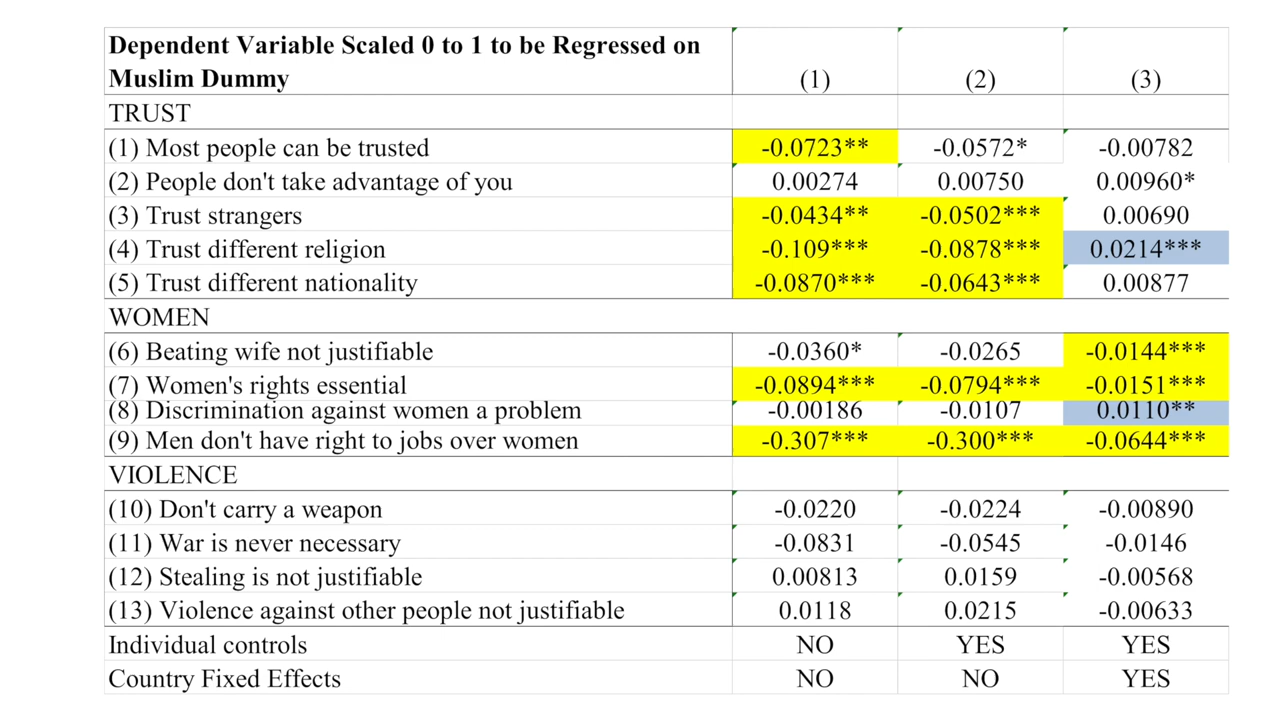 Dependent Variable Scaled 0 to 1 to be Regressed on
Muslim Dummy (1) (2) (3)
TRUST
(1) Most people can be trusted -0.0723** -0.0572* -0.00782
(2) People don't take advantage of you 0.00274 0.00750 0.00960*
(3) Trust strangers -0.0434** -0.0502*** 0.00690
(4) Trust different religion -0.109*** -0.0878*** 0.0214***
(5) Trust different nationality -0.0870*** -0.0643*** 0.00877
WOMEN
(6) Beating wife not justifiable -0.0360* -0.0265 -0.0144***
(7) Women's rights essential -0.0894*** -0.0794*** -0.0151***
(8) Discrimination against women a problem -0.00186 -0.0107 0.0110**
(9) Men don't have right to jobs over women -0.307*** -0.300*** -0.0644***
VIOLENCE
(10) Don't carry a weapon -0.0220 -0.0224 -0.00890
(11) War is never necessary -0.0831 -0.0545 -0.0146
(12) Stealing is not justifiable 0.00813 0.0159 -0.00568
(13) Violence against other people not justifiable 0.0118 0.0215 -0.00633
Individual controls NO YES YES
Country Fixed Effects NO NO YES